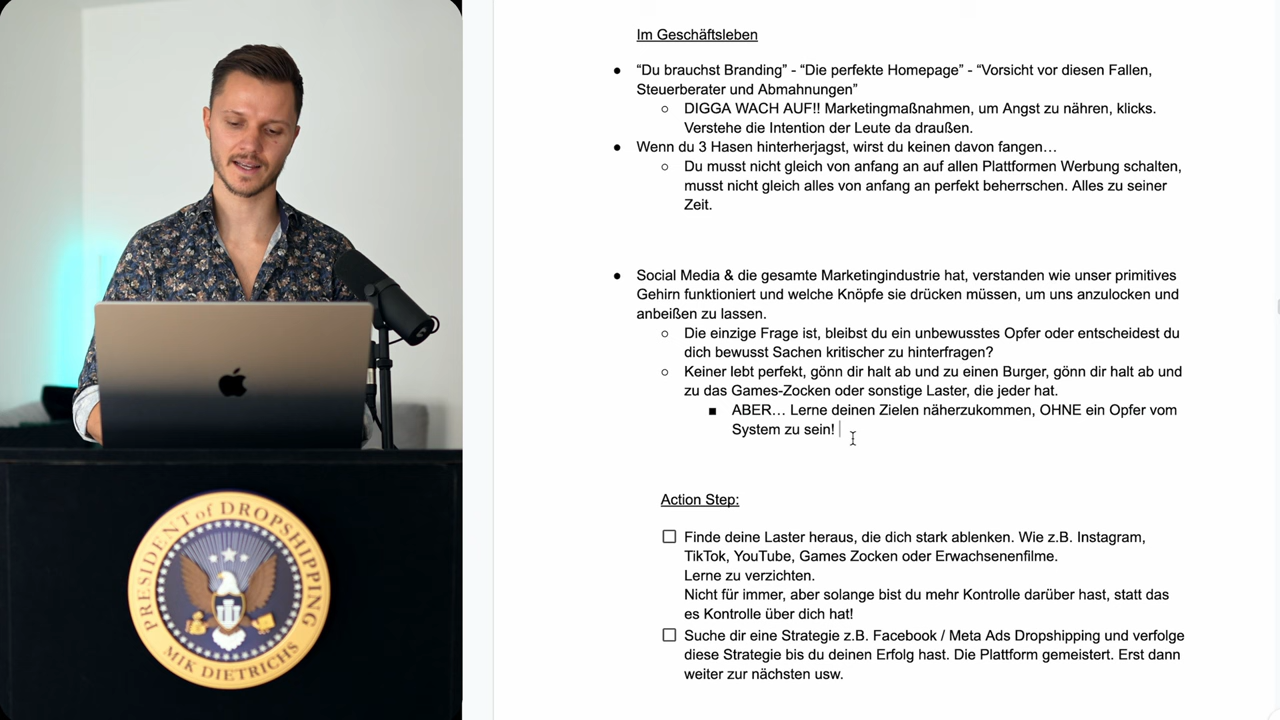 Im Geschäftsleben
● “Du brauchst Branding” - “Die perfekte Homepage” - “Vorsicht vor diesen Fallen,
Steuerberater und Abmahnungen”
○ DIGGA WACH AUF!! Marketingmaßnahmen, um Angst zu nähren, klicks.
Verstehe die Intention der Leute da draußen.
● Wenn du 3 Hasen hinterherjagst, wirst du keinen davon fangen…
○ Du musst nicht gleich von anfang an auf allen Plattformen Werbung schalten,
musst nicht gleich alles von anfang an perfekt beherrschen. Alles zu seiner
Zeit.
● Social Media & die gesamte Marketingindustrie hat, verstanden wie unser primitives
Gehirn funktioniert und welche Knöpfe sie drücken müssen, um uns anzulocken und
anbeißen zu lassen.
○ Die einzige Frage ist, bleibst du ein unbewusstes Opfer oder entscheidest du
dich bewusst Sachen kritischer zu hinterfragen?
○ Keiner lebt perfekt, gönn dir halt ab und zu einen Burger, gönn dir halt ab und
zu das Games-Zocken oder sonstige Laster, die jeder hat.
■ ABER… Lerne deinen Zielen näherzukommen, OHNE ein Opfer vom
System zu sein!
Action Step:
☐ Finde deine Laster heraus, die dich stark ablenken. Wie z.B. Instagram,
TikTok, YouTube, Games Zocken oder Erwachsenenfilme.
Lerne zu verzichten.
Nicht für immer, aber solange bist du mehr Kontrolle darüber hast, statt das
es Kontrolle über dich hat!
☐ Suche dir eine Strategie z.B. Facebook / Meta Ads Dropshipping und verfolge
diese Strategie bis du deinen Erfolg hast. Die Plattform gemeistert. Erst dann
weiter zur nächsten usw.
PRESIDENT of DROPSHIPPING
MIK DIETRICHS